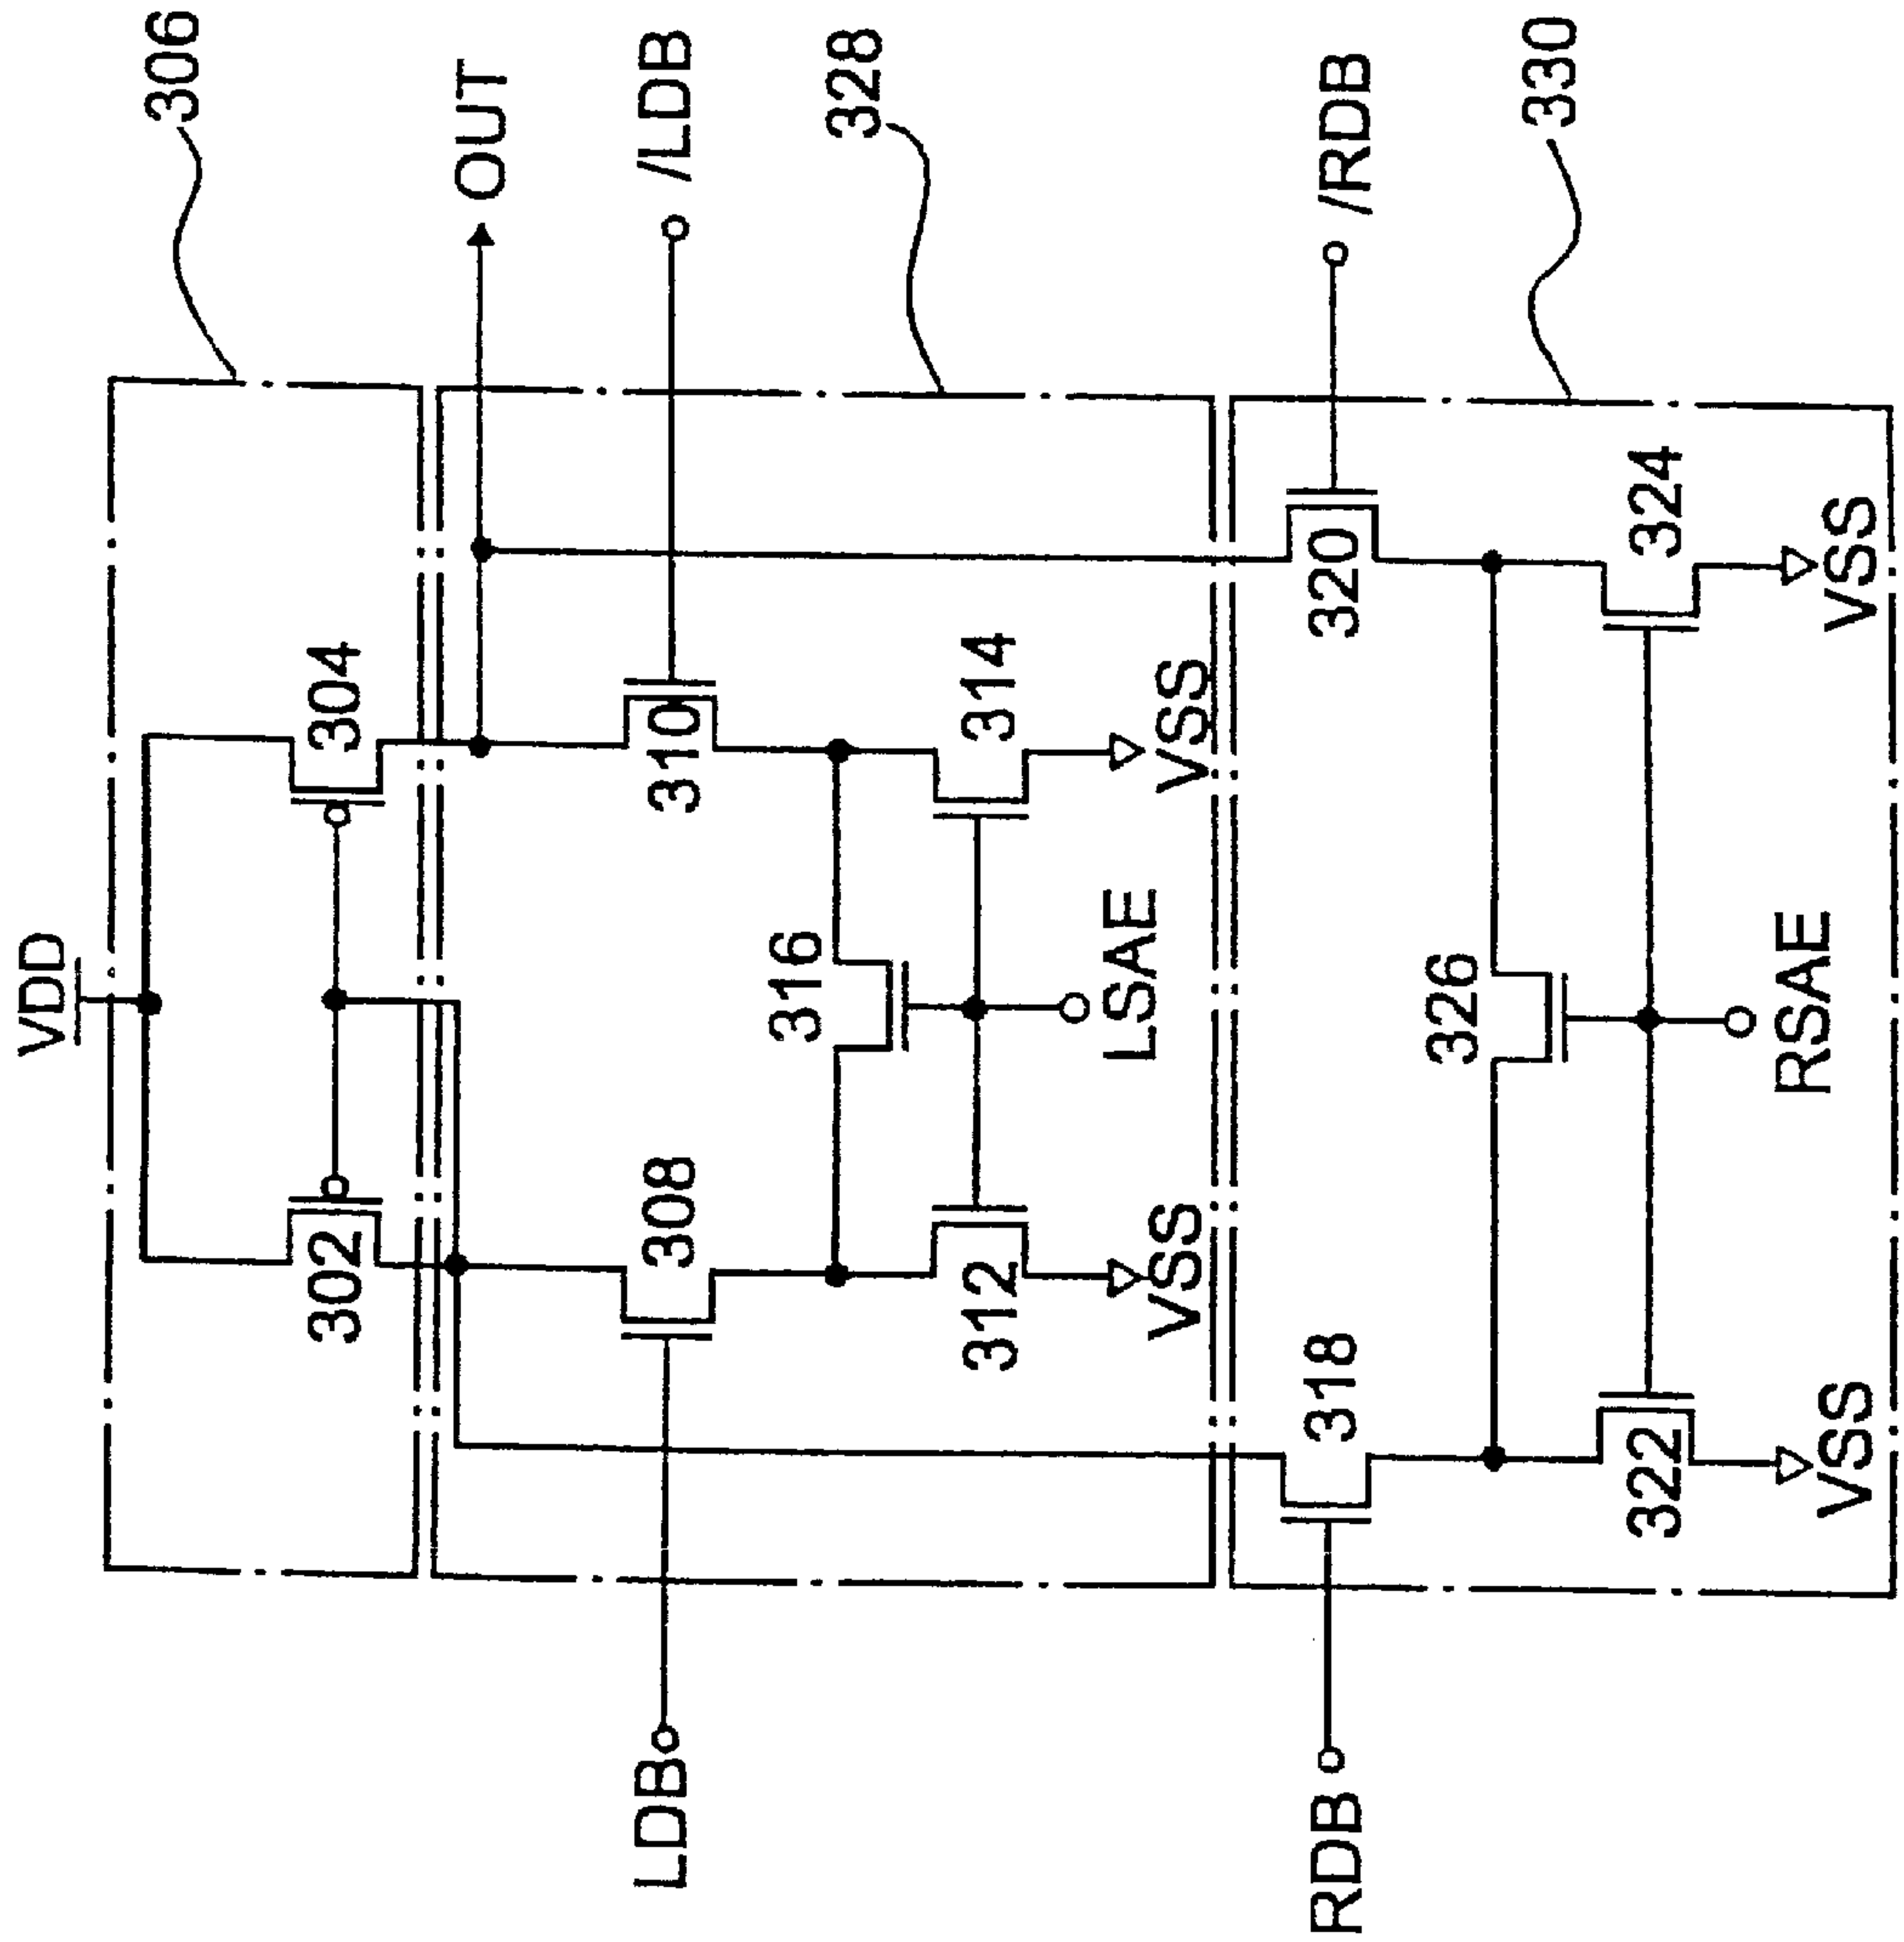 VDD
306
302
304
OUT
LDB
308
310
/LDB
316
328
312
314
LSAE
VSS
VSS
RDB
318
320
/RDB
326
330
322
324
RSAE
VSS
VSS